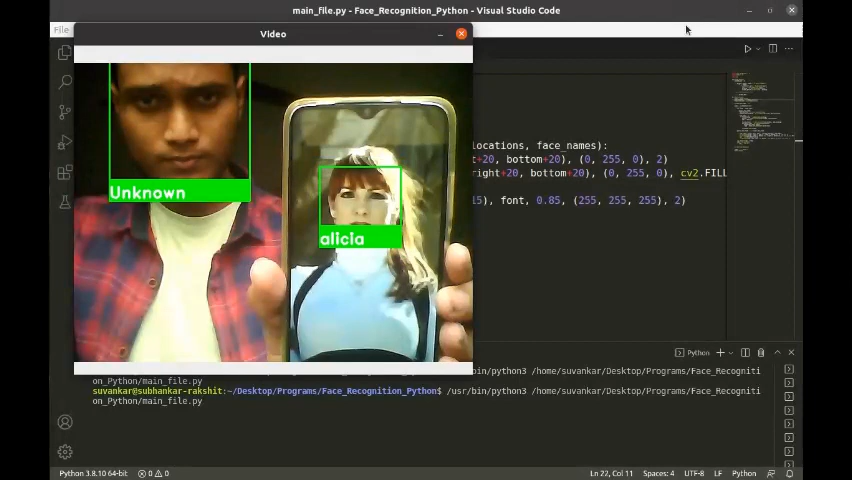 main_file.py - Face_Recognition_Python - Visual Studio Code
File
Video
Unknown
alicia
locations, face_names):
t+20, bottom+20), (0, 255, 0), 2)
right+20, bottom+20), (0, 255, 0), cv2.FILL
15), font, 0.85, (255, 255, 255), 2)
Python
bin/python3 /home/suvankar/Desktop/Programs/Face_Recogniti
on_Python/main_file.py
suvankar@subhankar-rakshit:~/Desktop/Programs/Face_Recognition_Python$ /usr/bin/python3 /home/suvankar/Desktop/Programs/Face_Recogniti
on_Python/main_file.py
Python 3.8.10 64-bit 0 0 Ln 22, Col 11 Spaces: 4 UTF-8 LF Python